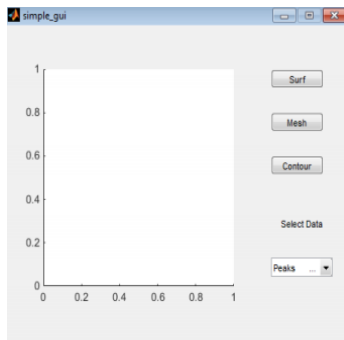 simple_gui
1
0.8
0.6
0.4
0.2
0
0 0.2 0.4 0.6 0.8 1
Surf
Mesh
Contour
Select Data
Peaks ...